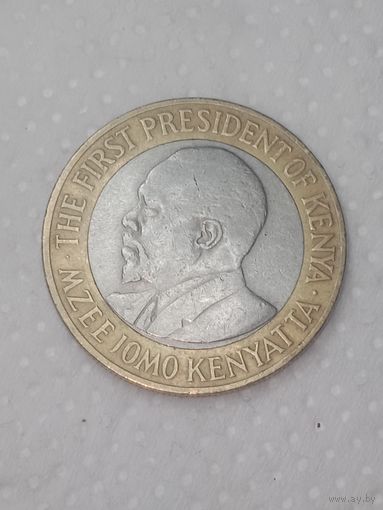 · THE FIRST PRESIDENT OF KENYA ·
MZEE JOMO KENYATTA
www.ay.by